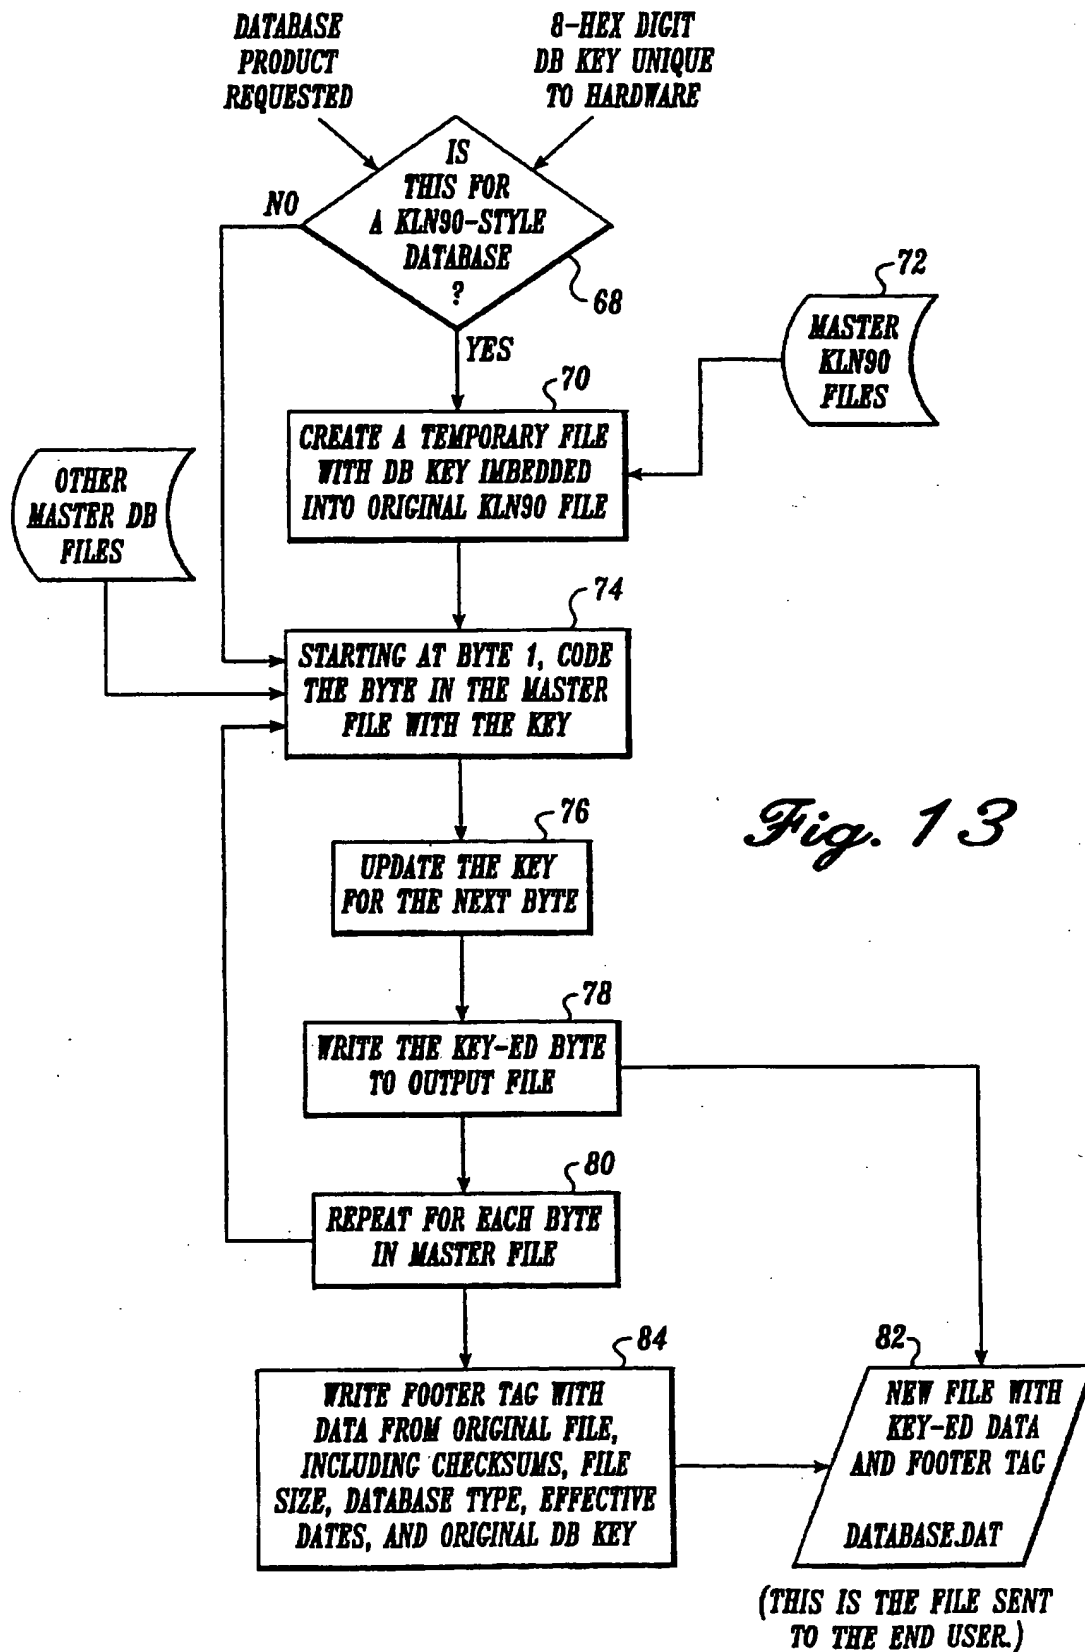 DATABASE
PRODUCT
REQUESTED
8-HEX DIGIT
DB KEY UNIQUE
TO HARDWARE
IS
THIS FOR
A KLN90-STYLE
DATABASE
?
NO
68
YES
72
MASTER
KLN90
FILES
70
CREATE A TEMPORARY FILE
WITH DB KEY IMBEDDED
INTO ORIGINAL KLN90 FILE
OTHER
MASTER DB
FILES
74
STARTING AT BYTE 1, CODE
THE BYTE IN THE MASTER
FILE WITH THE KEY
76
UPDATE THE KEY
FOR THE NEXT BYTE
Fig. 13
78
WRITE THE KEY-ED BYTE
TO OUTPUT FILE
80
REPEAT FOR EACH BYTE
IN MASTER FILE
84
WRITE FOOTER TAG WITH
DATA FROM ORIGINAL FILE,
INCLUDING CHECKSUMS, FILE
SIZE, DATABASE TYPE, EFFECTIVE
DATES, AND ORIGINAL DB KEY
82
NEW FILE WITH
KEY-ED DATA
AND FOOTER TAG
DATABASE.DAT
(THIS IS THE FILE SENT
TO THE END USER.)